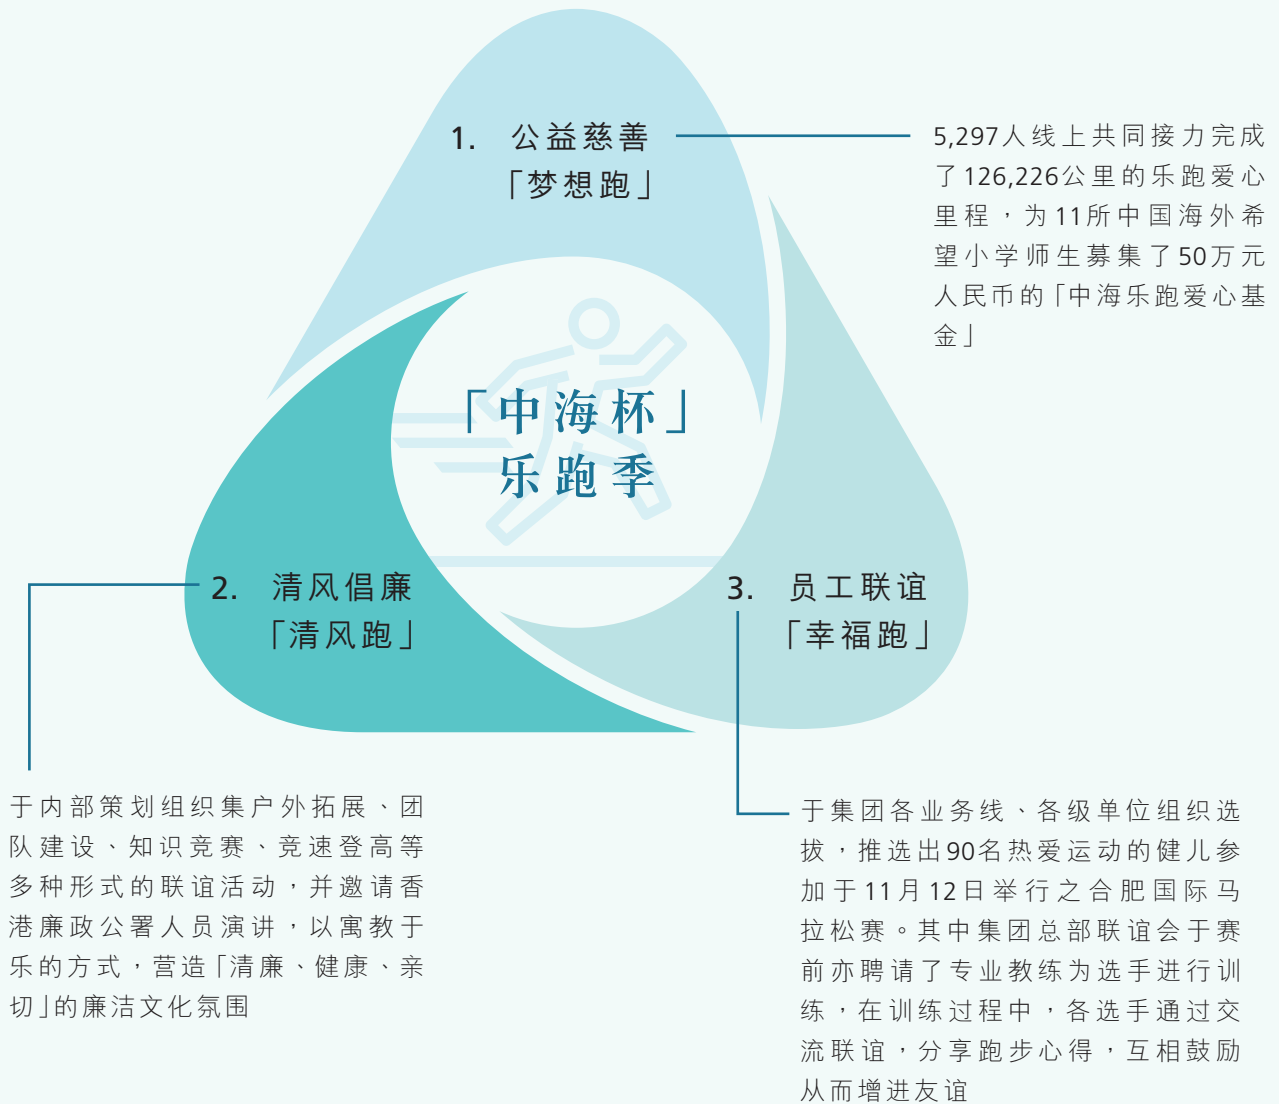 1. 公益慈善
「梦想跑」
5,297人线上共同接力完成
了126,226公里的乐跑爱心
里程，为11所中国海外希
望小学师生募集了50万元
人民币的「中海乐跑爱心基
金」
「中海杯」
乐跑季
2. 清风倡廉
「清风跑」
3. 员工联谊
「幸福跑」
于内部策划组织集户外拓展、团
队建设、知识竞赛、竞速登高等
多种形式的联谊活动，并邀请香
港廉政公署人员演讲，以寓教于
乐的方式，营造「清廉、健康、亲
切」的廉洁文化氛围
于集团各业务线、各级单位组织选
拔，推选出90名热爱运动的健儿参
加于11月12日举行之合肥国际马
拉松赛。其中集团总部联谊会于赛
前亦聘请了专业教练为选手进行训
练，在训练过程中，各选手通过交
流联谊，分享跑步心得，互相鼓励
从而增进友谊